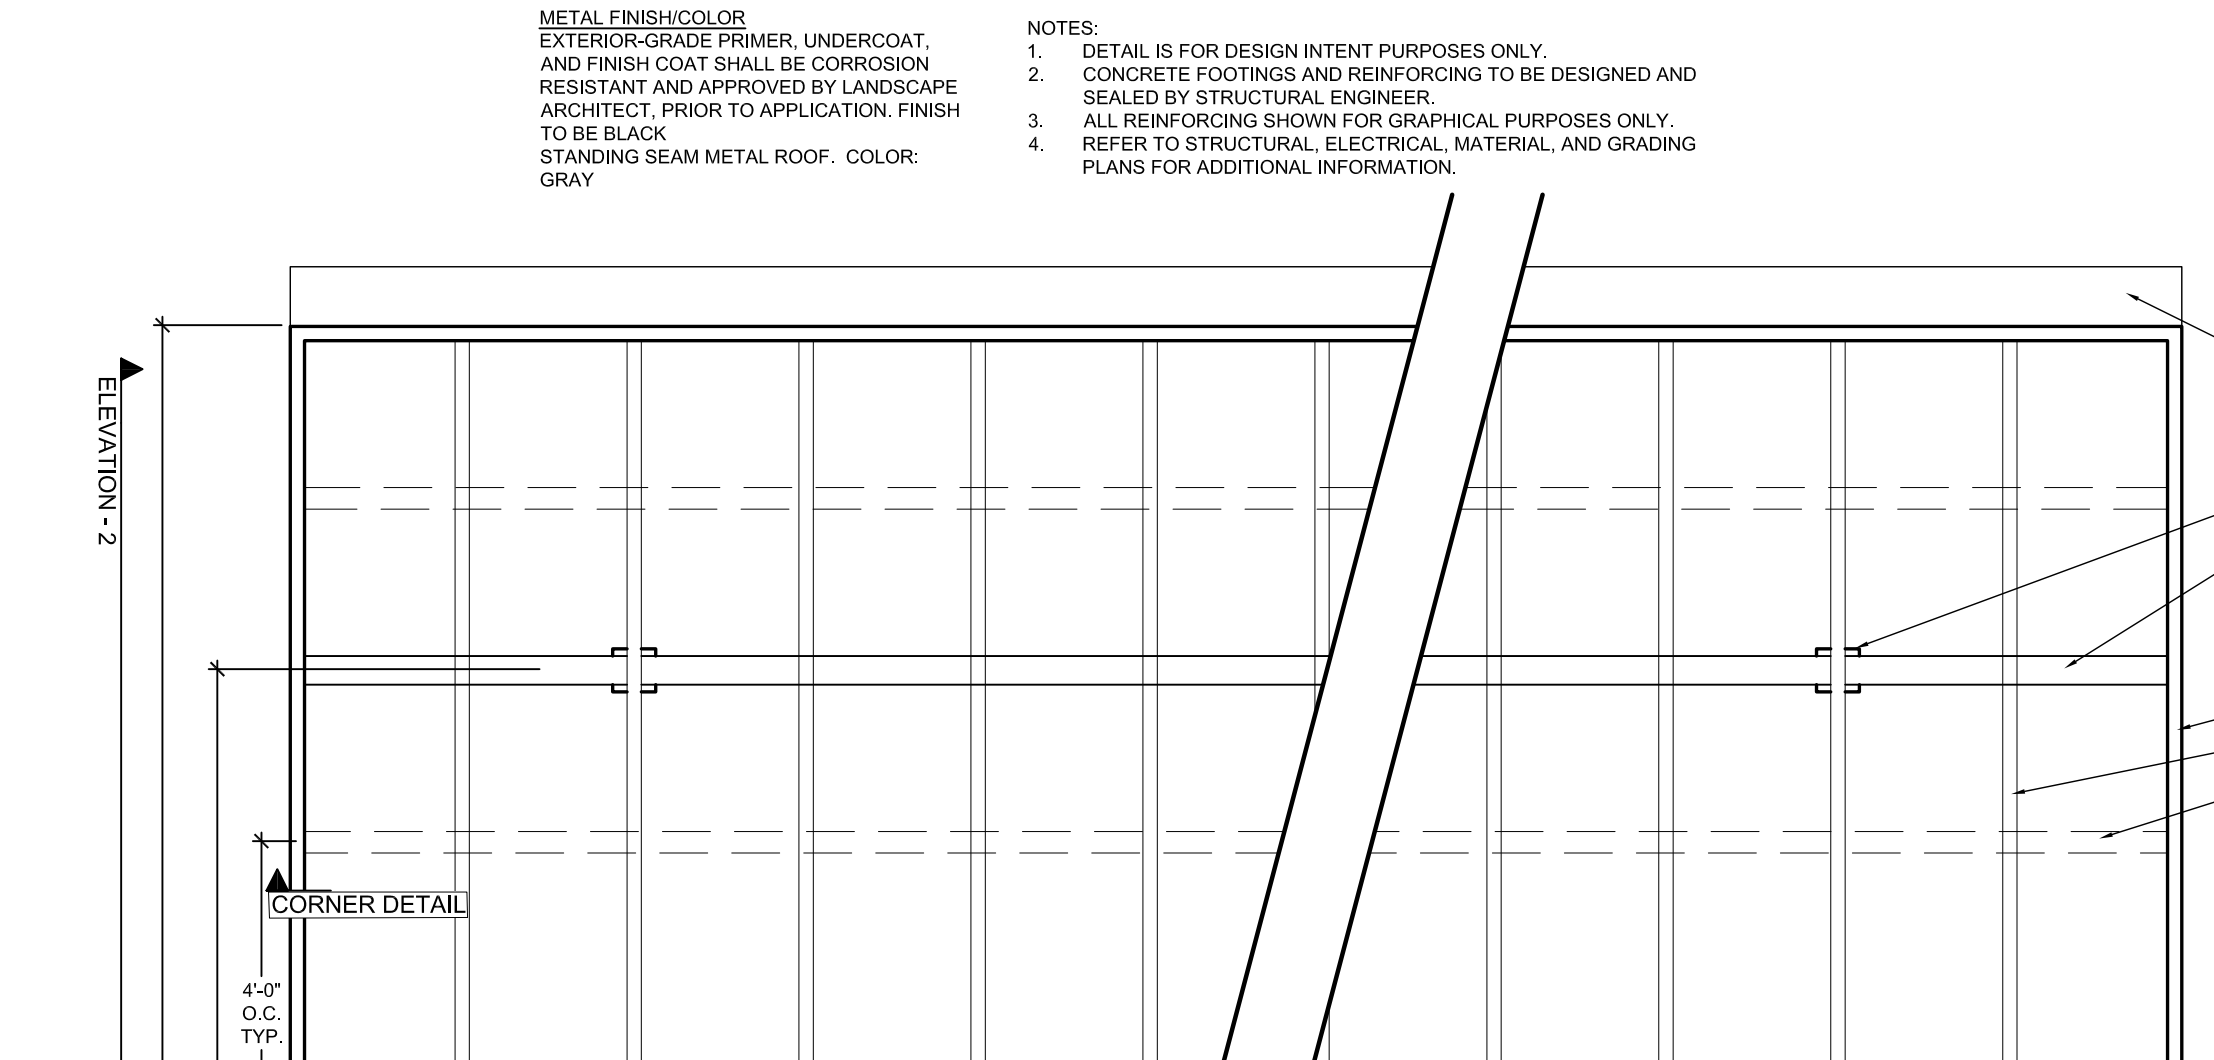 METAL FINISH/COLOR
EXTERIOR-GRADE PRIMER, UNDERCOAT,
AND FINISH COAT SHALL BE CORROSION
RESISTANT AND APPROVED BY LANDSCAPE
ARCHITECT, PRIOR TO APPLICATION. FINISH
TO BE BLACK
STANDING SEAM METAL ROOF. COLOR:
GRAY
NOTES:
1. DETAIL IS FOR DESIGN INTENT PURPOSES ONLY.
2. CONCRETE FOOTINGS AND REINFORCING TO BE DESIGNED AND
SEALED BY STRUCTURAL ENGINEER.
3. ALL REINFORCING SHOWN FOR GRAPHICAL PURPOSES ONLY.
4. REFER TO STRUCTURAL, ELECTRICAL, MATERIAL, AND GRADING
PLANS FOR ADDITIONAL INFORMATION.
ELEVATION - 2
CORNER DETAIL
4'-0"
O.C.
TYP.